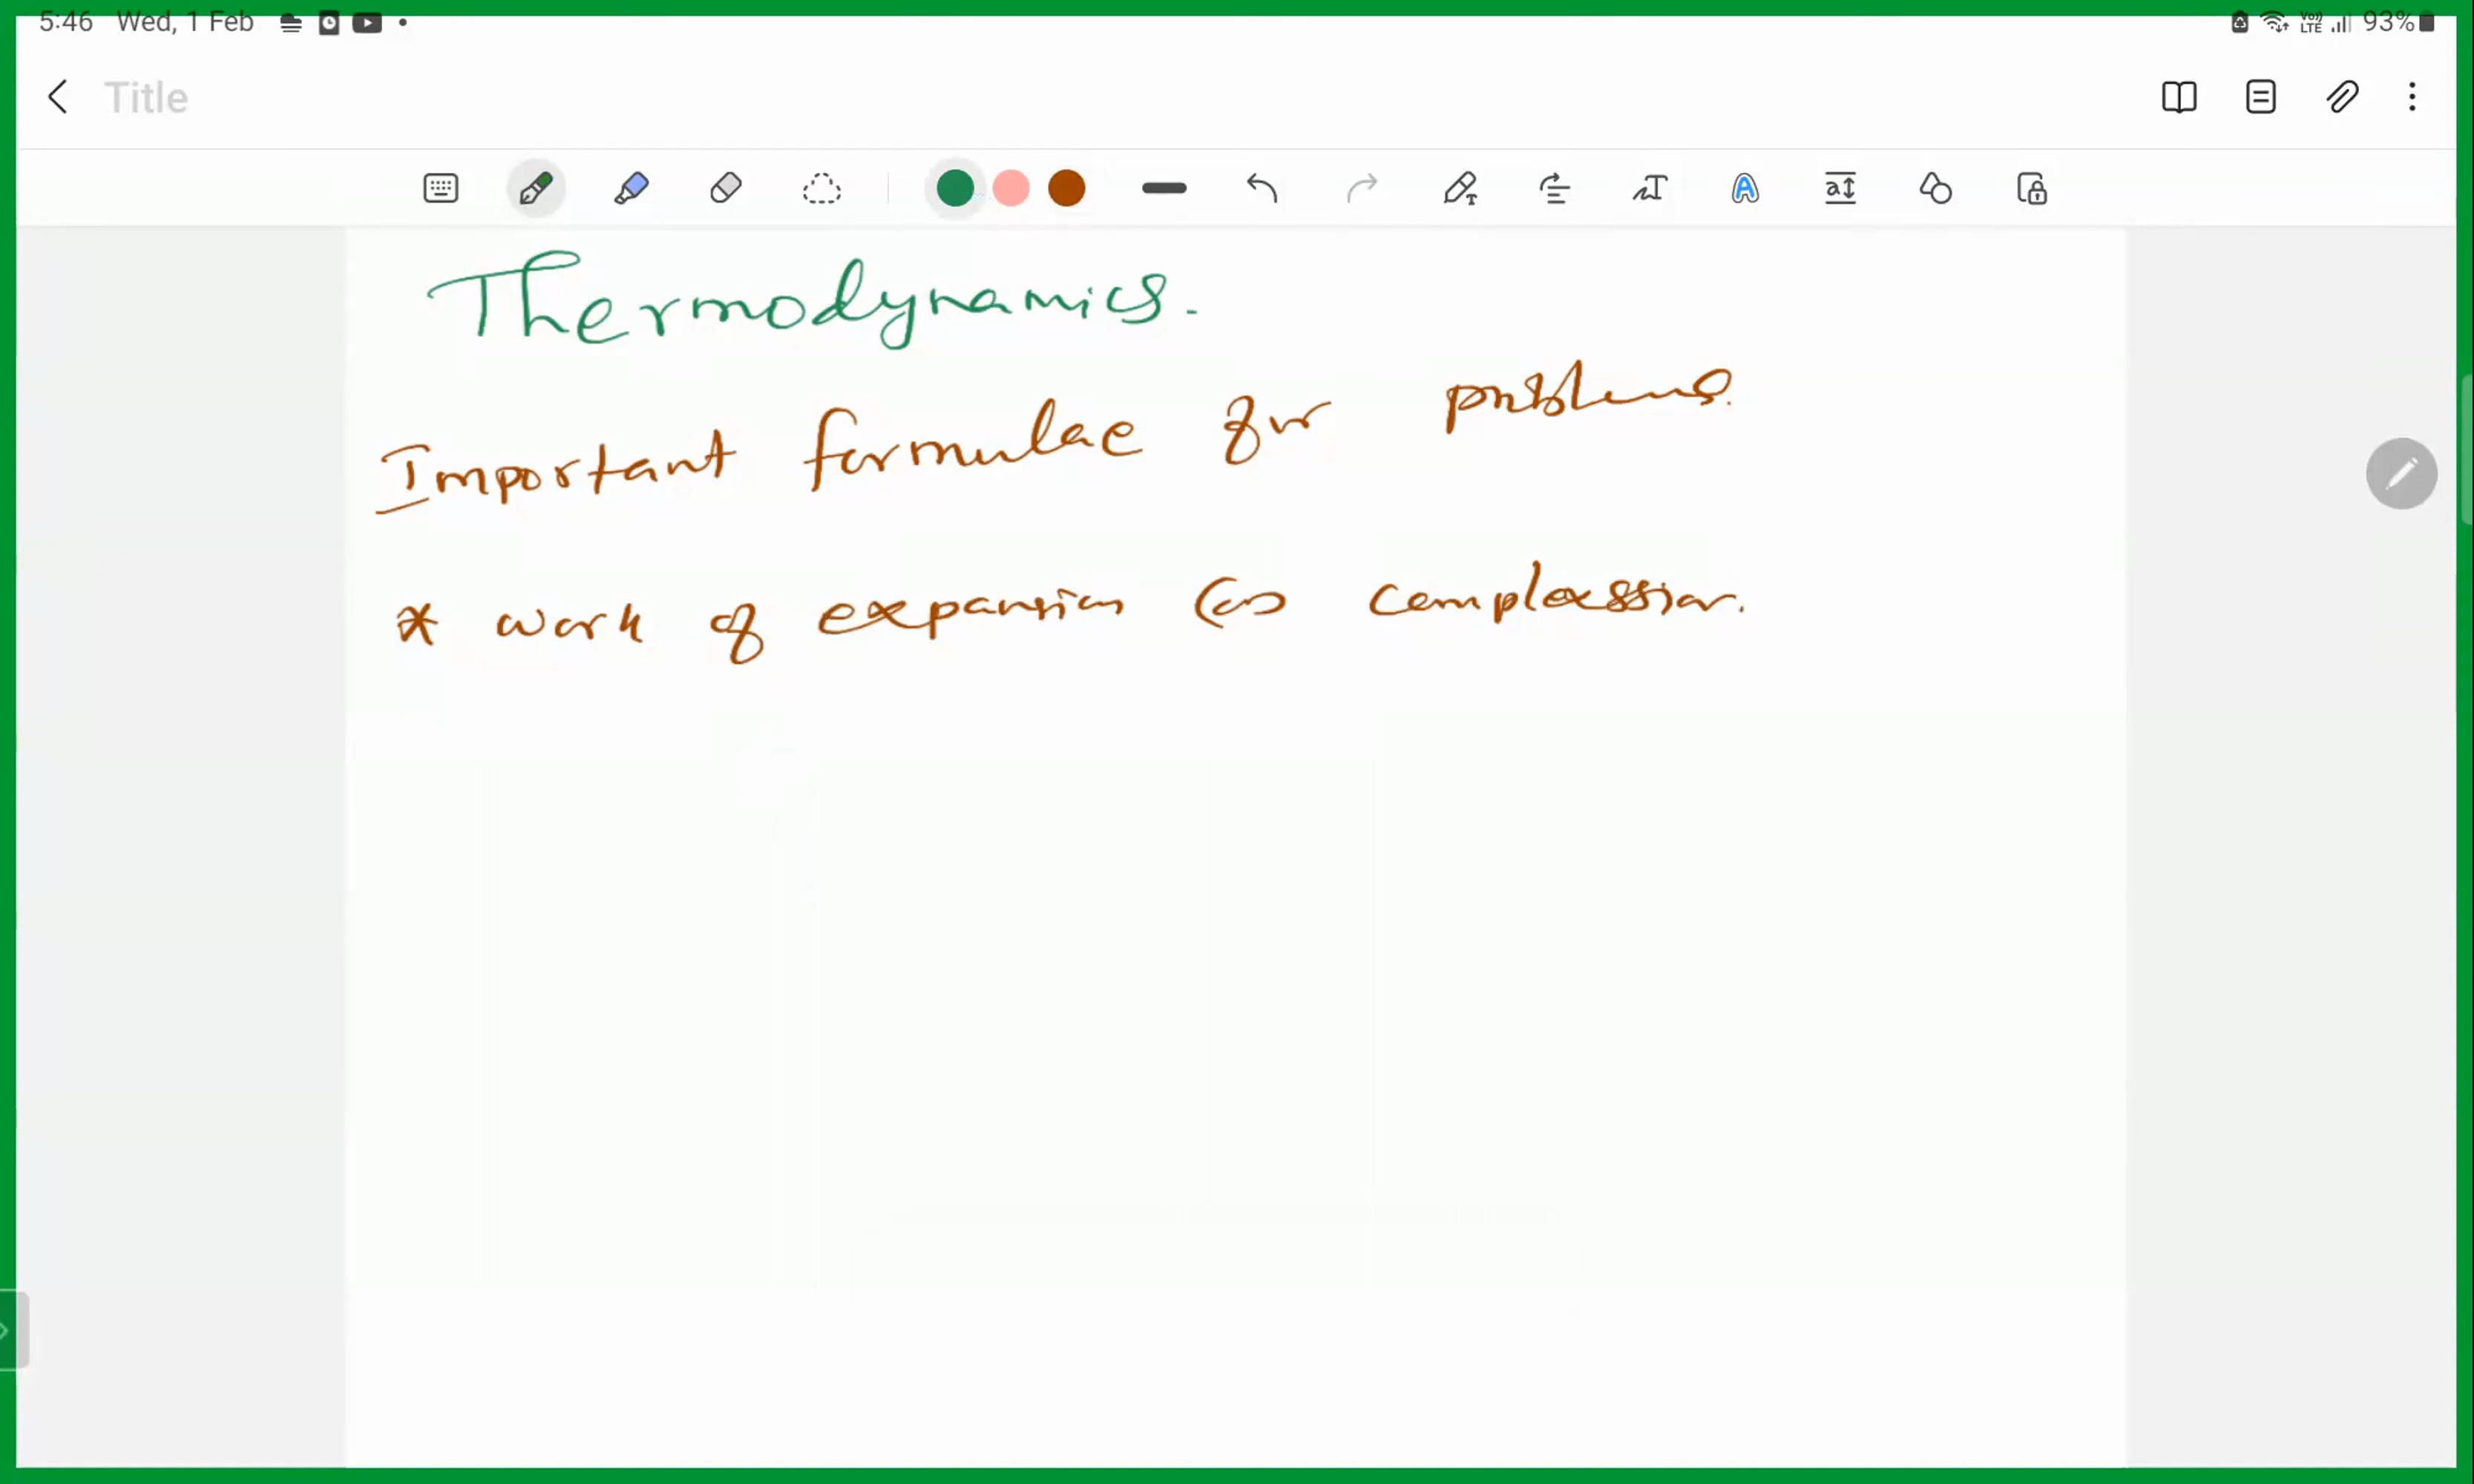 5:46 Wed, 1 Feb 93%
Title
Thermodynamics.
Important formulae for problems.
* work of expansion (or) compression.